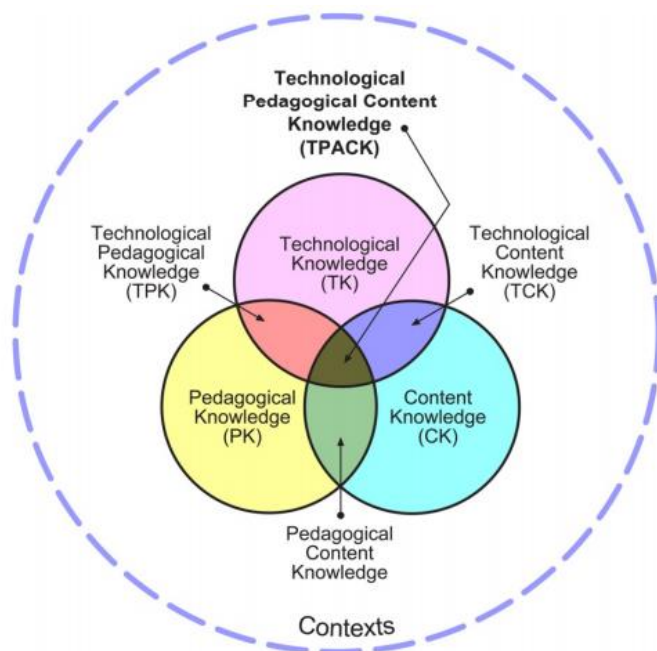 Technological
Pedagogical Content
Knowledge
(TPACK)
Technological
Pedagogical
Knowledge
(TPK)
Technological
Knowledge
(TK)
Technological
Content
Knowledge
(TCK)
Pedagogical
Knowledge
(PK)
Content
Knowledge
(CK)
Pedagogical
Content
Knowledge
Contexts